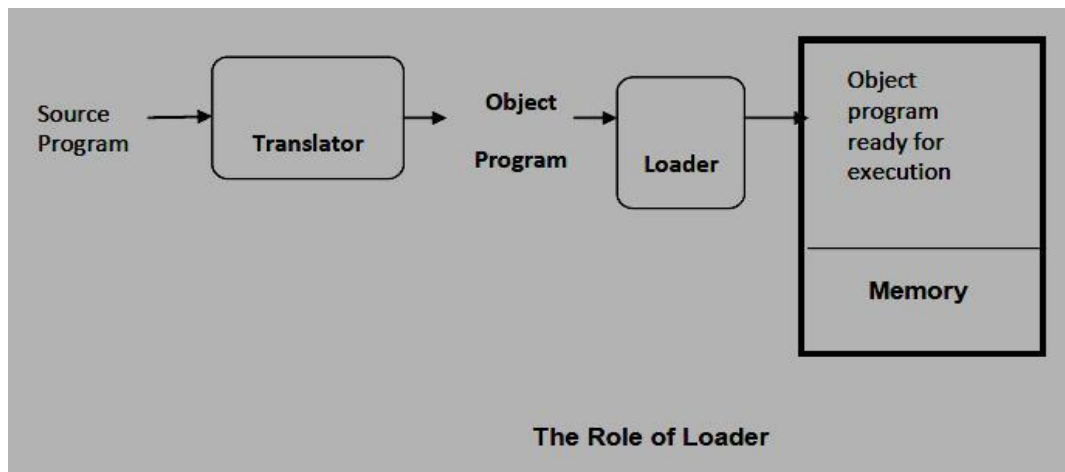 Source
Program
Translator
Object
Program
Loader
Object
program
ready for
execution
Memory
The Role of Loader